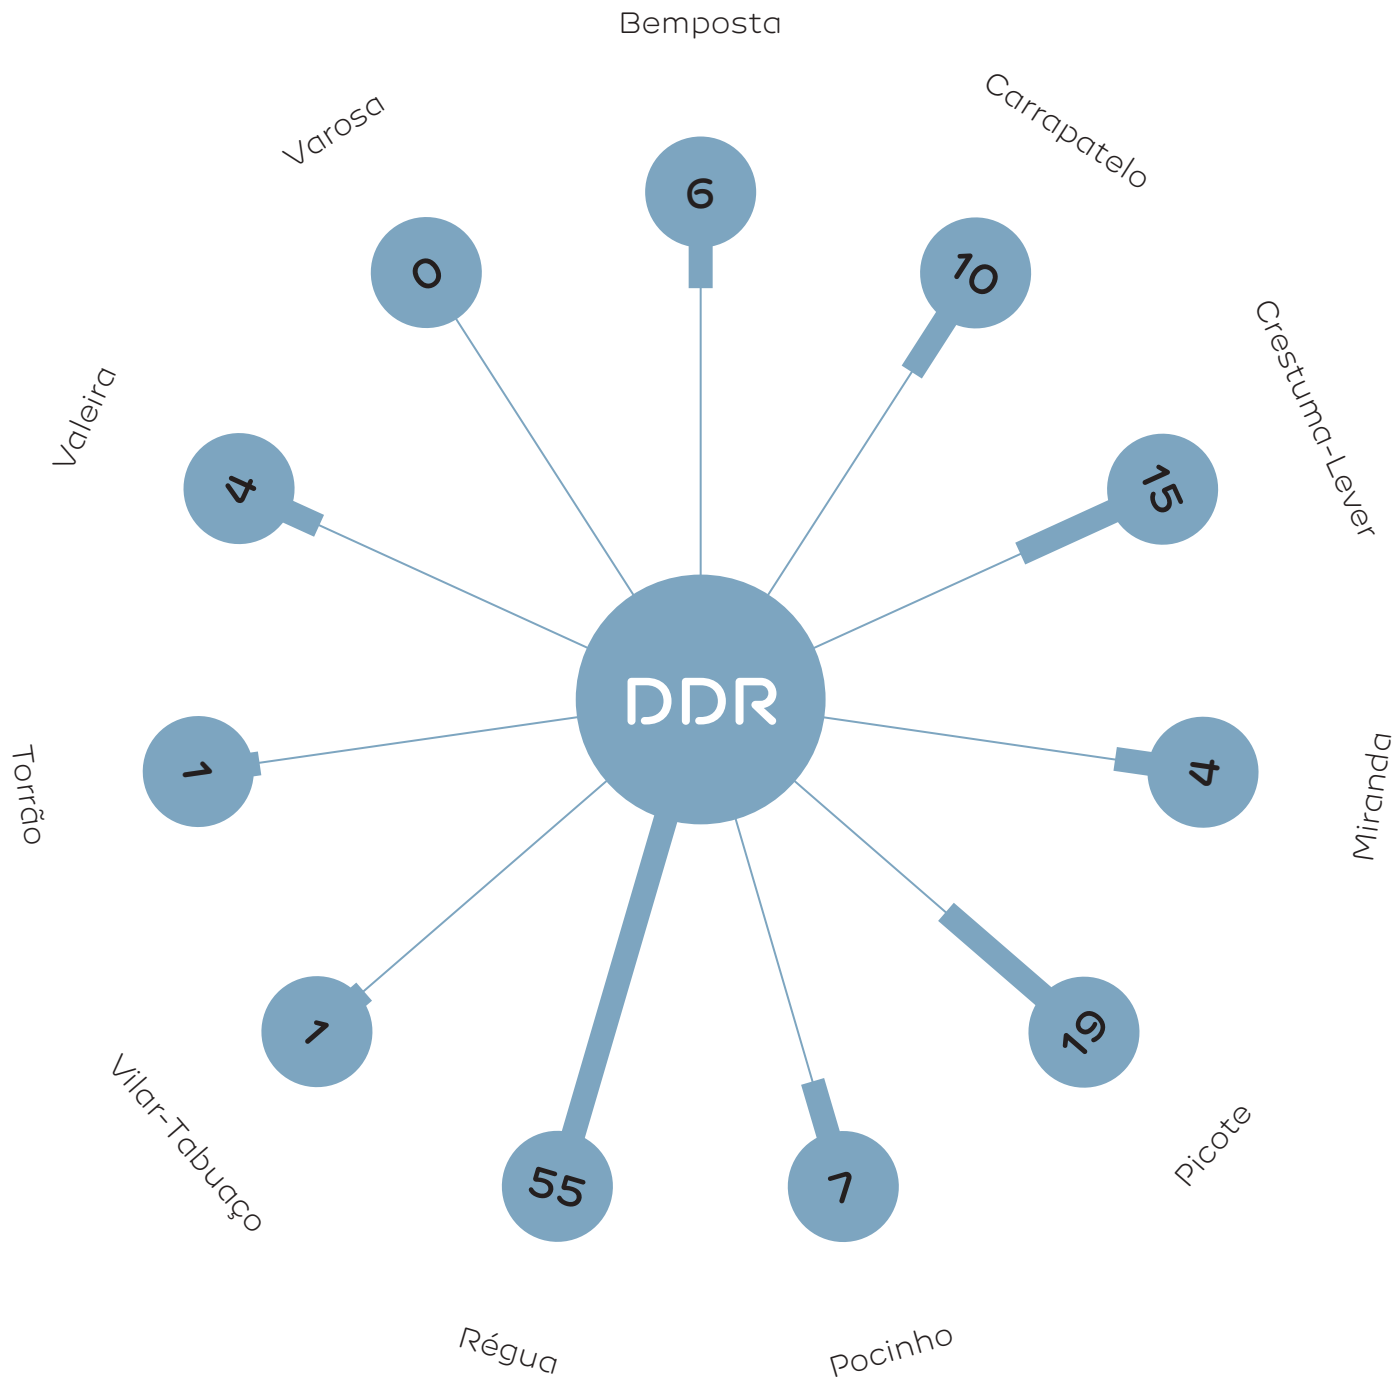 Bemposta
6
Carrapatelo
10
Crestuma-Lever
15
Miranda
4
Picote
19
Pocinho
7
Régua
55
Vilar-Tabuaço
1
Torrão
1
Valeira
4
Varosa
0
DDR